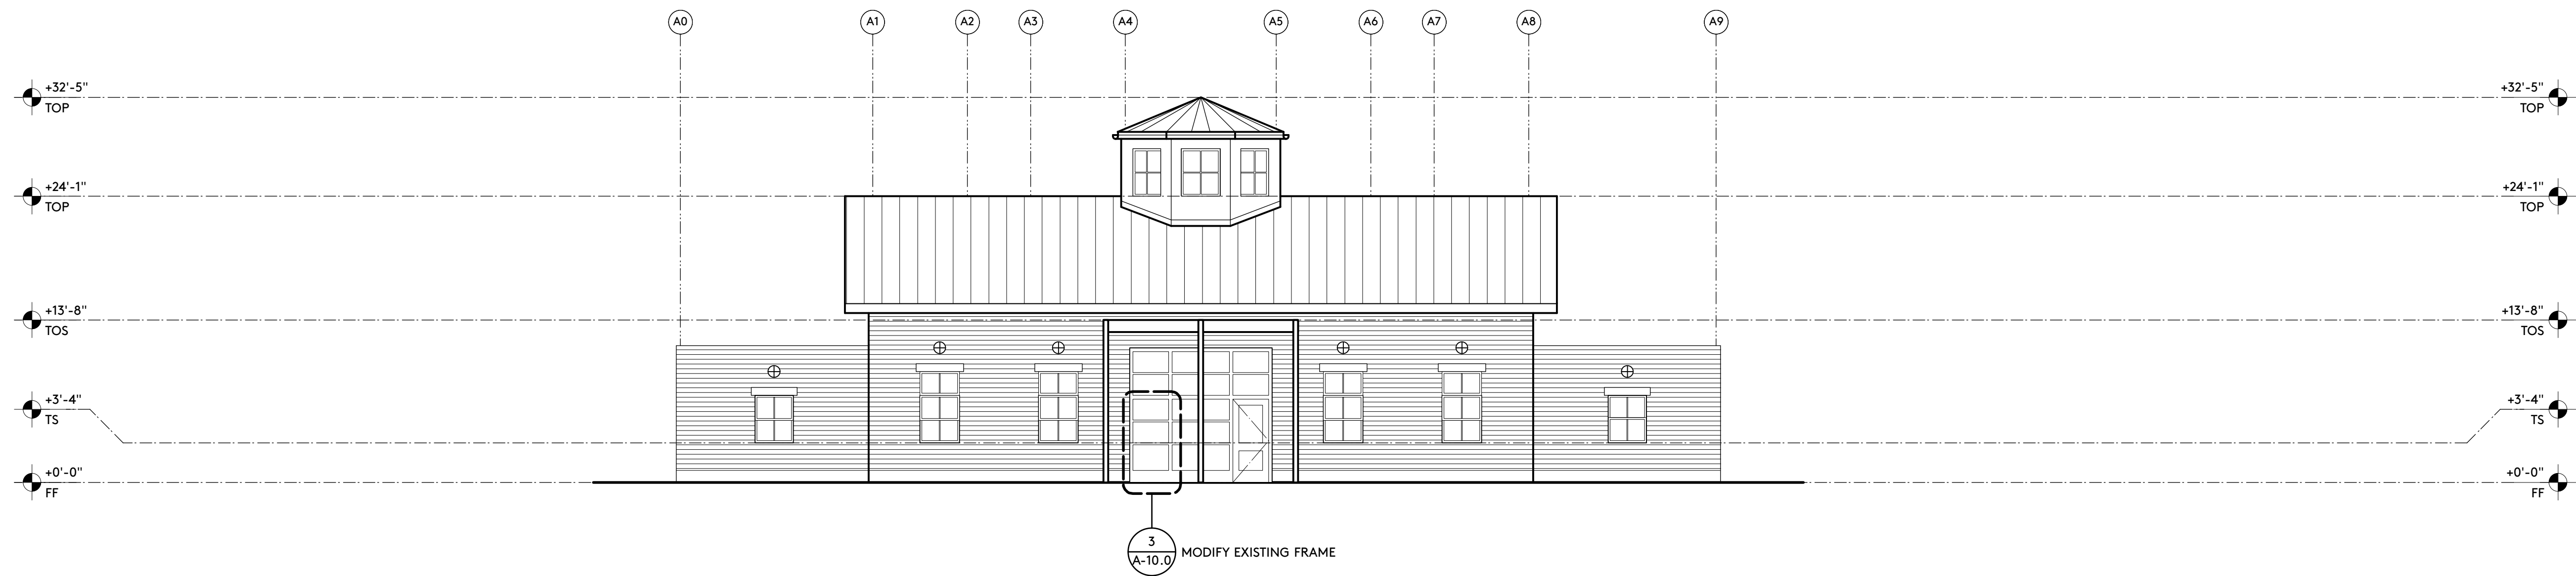 A0 A1 A2 A3 A4 A5 A6 A7 A8 A9
+32'-5" +32'-5"
TOP TOP
+24'-1" +24'-1"
TOP TOP
+13'-8" +13'-8"
TOS TOS
+3'-4" +3'-4"
TS TS
+0'-0" +0'-0"
FF FF
3
A-10.0 MODIFY EXISTING FRAME